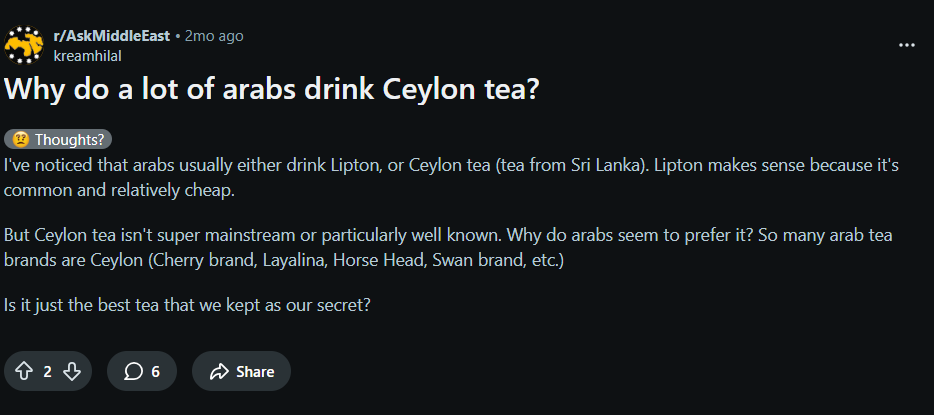 r/AskMiddleEast • 2mo ago
kreamhilal
Why do a lot of arabs drink Ceylon tea?
🤨 Thoughts?
I've noticed that arabs usually either drink Lipton, or Ceylon tea (tea from Sri Lanka). Lipton makes sense because it's
common and relatively cheap.
But Ceylon tea isn't super mainstream or particularly well known. Why do arabs seem to prefer it? So many arab tea
brands are Ceylon (Cherry brand, Layalina, Horse Head, Swan brand, etc.)
Is it just the best tea that we kept as our secret?
2 6 Share